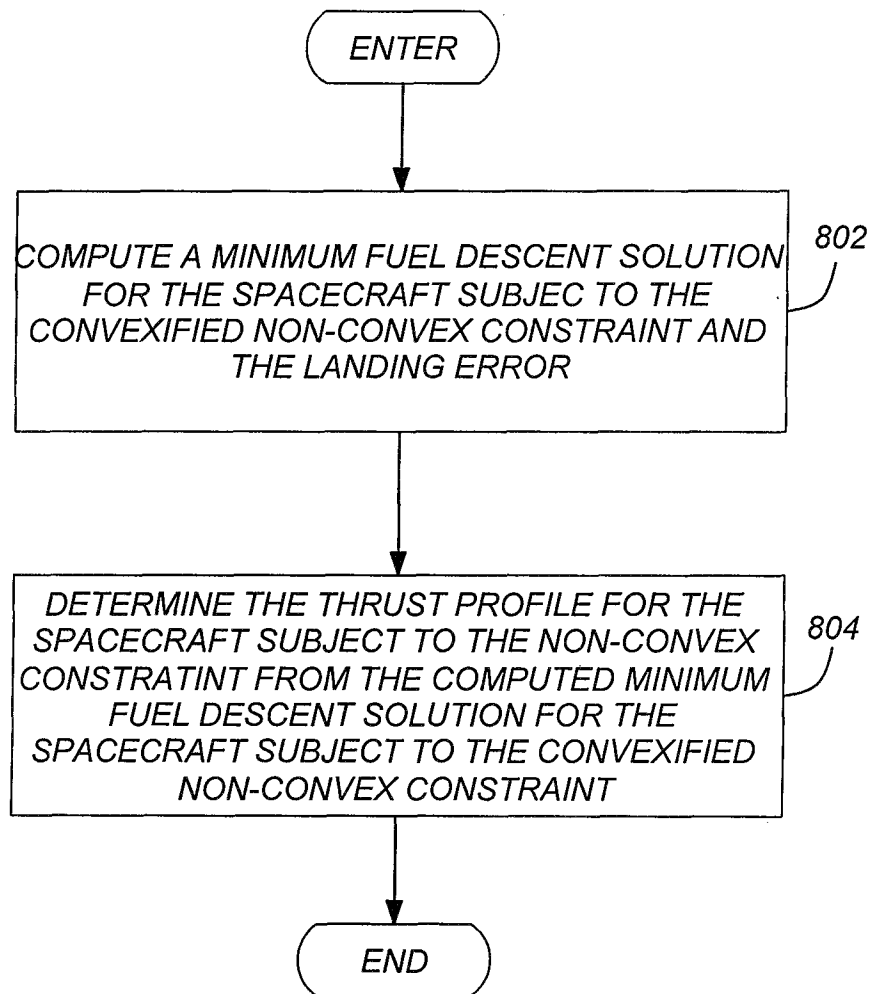 ENTER
COMPUTE A MINIMUM FUEL DESCENT SOLUTION
FOR THE SPACECRAFT SUBJEC TO THE
CONVEXIFIED NON-CONVEX CONSTRAINT AND
THE LANDING ERROR
802
DETERMINE THE THRUST PROFILE FOR THE
SPACECRAFT SUBJECT TO THE NON-CONVEX
CONSTRATINT FROM THE COMPUTED MINIMUM
FUEL DESCENT SOLUTION FOR THE
SPACECRAFT SUBJECT TO THE CONVEXIFIED
NON-CONVEX CONSTRAINT
804
END